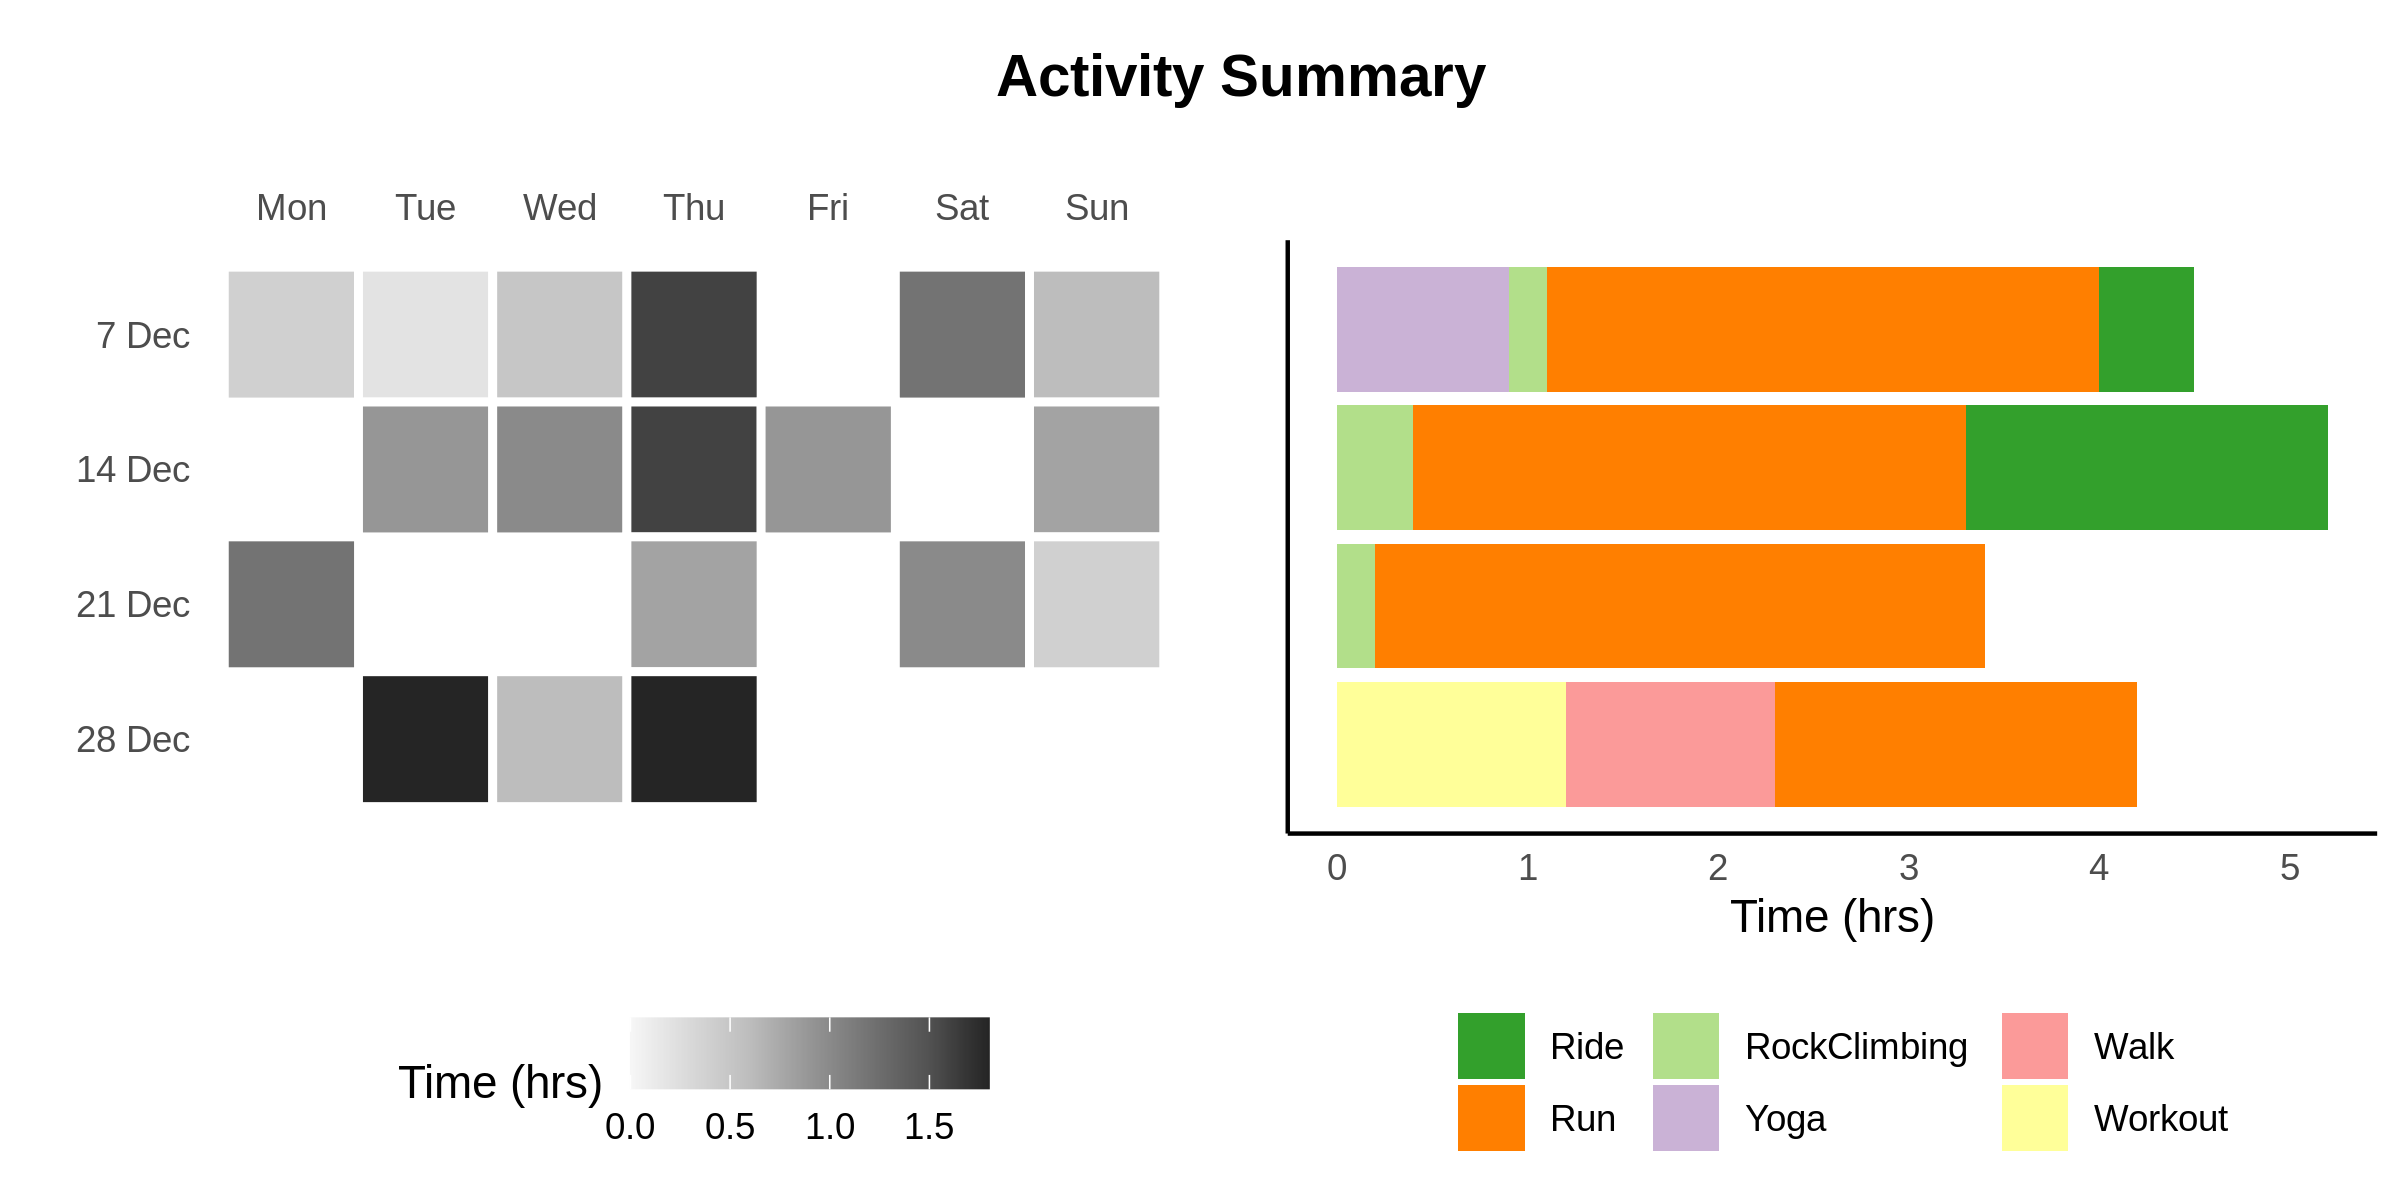 Activity Summary
Mon Tue Wed Thu Fri Sat Sun
7 Dec
14 Dec
21 Dec
28 Dec
0 1 2 3 4 5
Time (hrs)
Time (hrs)
0.0 0.5 1.0 1.5
Ride RockClimbing Walk
Run Yoga Workout